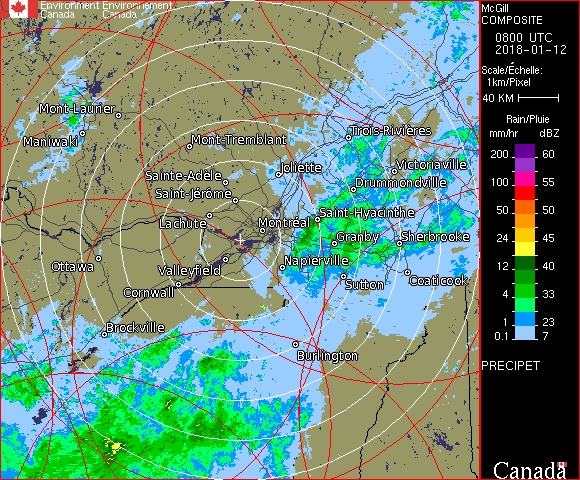 Environment Environnement
Canada Canada
McGill
COMPOSITE
0800 UTC
2018-01-12
Scale/Échelle:
1km/Pixel
40 KM
Rain/Pluie
mm/hr dBZ
200 60
100 55
50 50
24 45
12 40
4 33
1 23
0.1 7
PRECIPET
Canada
Mont-Laurier
Maniwaki
Mont-Tremblant
Trois-Rivières
Sainte-Adèle
Joliette
Victoriaville
Saint-Jérôme
Drummondville
Lachute
Montréal
Saint-Hyacinthe
Granby
Sherbrooke
Ottawa
Valleyfield
Napierville
Sutton
Coaticook
Cornwall
Brockville
Burlington